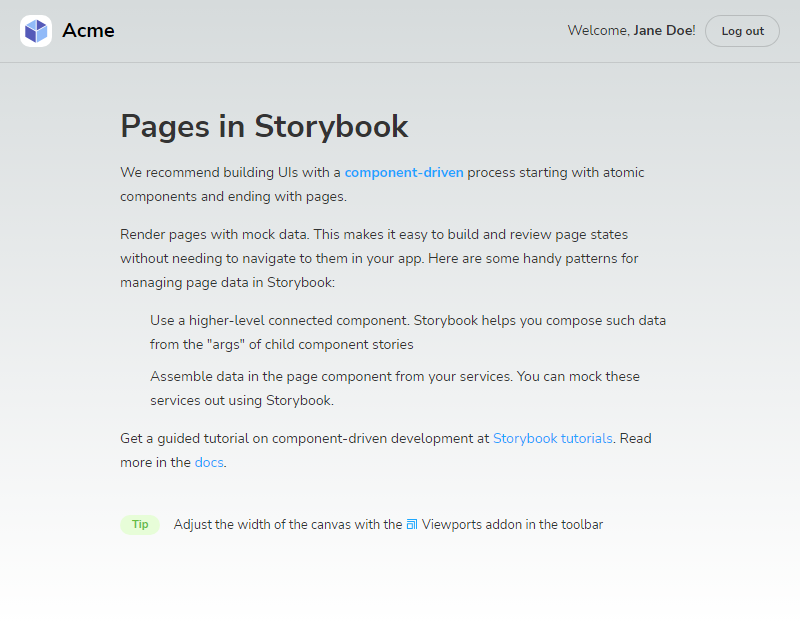 Acme
Welcome, Jane Doe!
Log out
Pages in Storybook
We recommend building UIs with a component-driven process starting with atomic
components and ending with pages.
Render pages with mock data. This makes it easy to build and review page states
without needing to navigate to them in your app. Here are some handy patterns for
managing page data in Storybook:
Use a higher-level connected component. Storybook helps you compose such data
from the "args" of child component stories
Assemble data in the page component from your services. You can mock these
services out using Storybook.
Get a guided tutorial on component-driven development at Storybook tutorials. Read
more in the docs.
Tip Adjust the width of the canvas with the Viewports addon in the toolbar